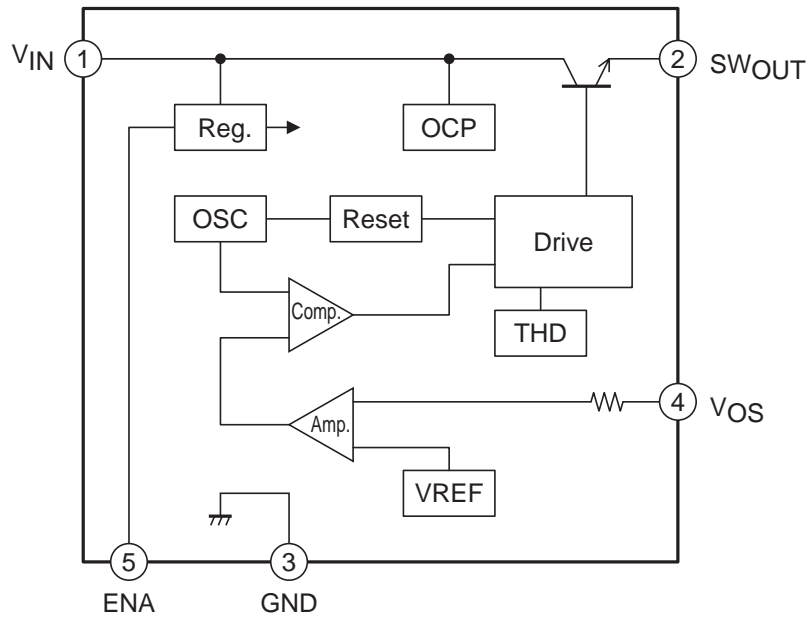 VIN
1
2
SWOUT
Reg.
OCP
OSC
Reset
Drive
Comp.
THD
Amp.
4
VOS
VREF
5
3
ENA
GND